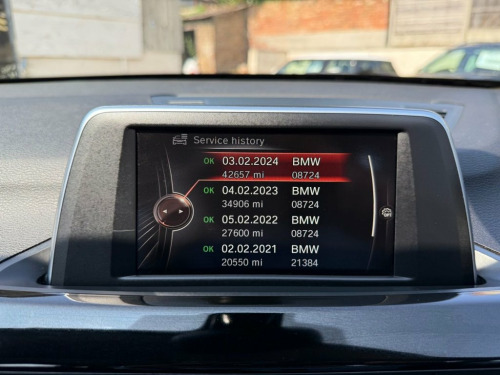 Service history
OK 03.02.2024 BMW
42657 mi 08724
OK 04.02.2023 BMW
34906 mi 08724
OK 05.02.2022 BMW
27600 mi 08724
OK 02.02.2021 BMW
20550 mi 21384